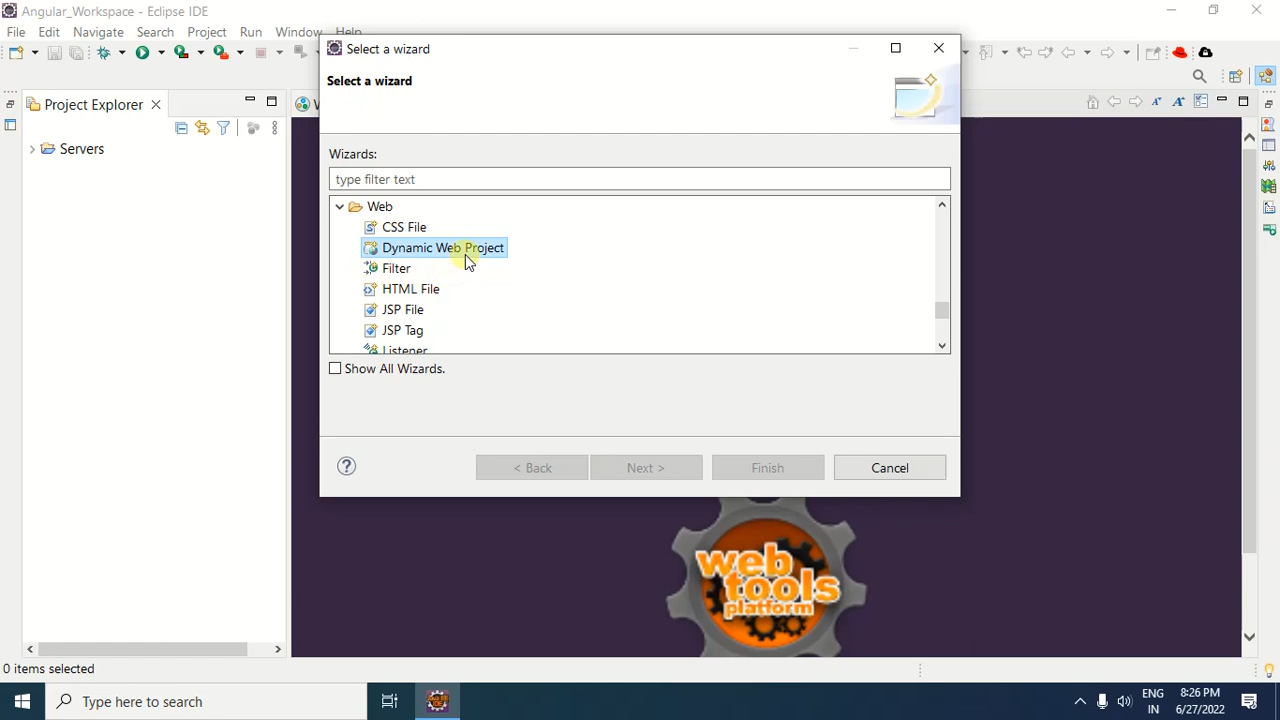 Angular_Workspace - Eclipse IDE
File Edit Navigate Search Project Run Window Help
Select a wizard
Select a wizard
Project Explorer
Servers
Wizards:
type filter text
Web
CSS File
Dynamic Web Project
Filter
HTML File
JSP File
JSP Tag
Listener
Show All Wizards.
< Back Next > Finish Cancel
web
tools
platform
0 items selected
Type here to search
ENG
IN
8:26 PM
6/27/2022